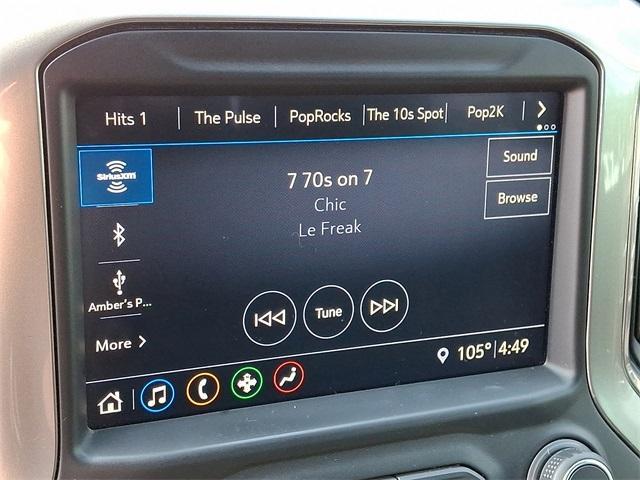 Hits 1 The Pulse PopRocks The 10s Spot Pop2K
SiriusXM
Sound
7 70s on 7
Browse
Chic
Le Freak
Amber's P...
Tune
More
105° 4:49